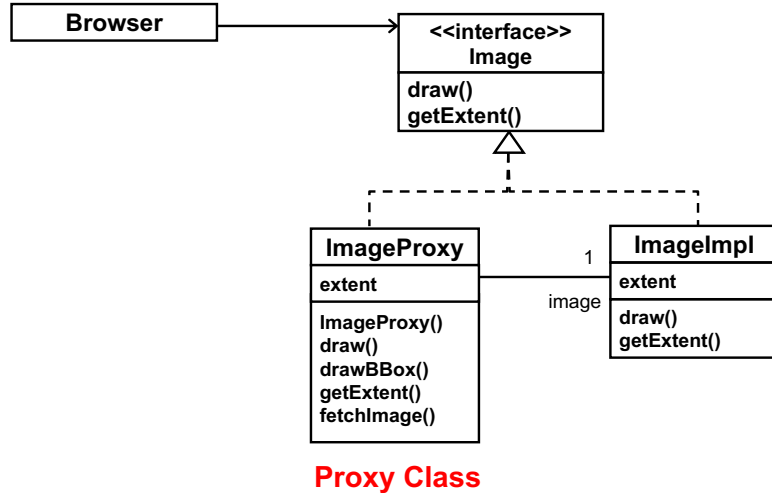 Browser
<<interface>>
Image
draw()
getExtent()
ImageProxy
extent
ImageProxy()
draw()
drawBBox()
getExtent()
fetchImage()
1
image
ImageImpl
extent
draw()
getExtent()
Proxy Class